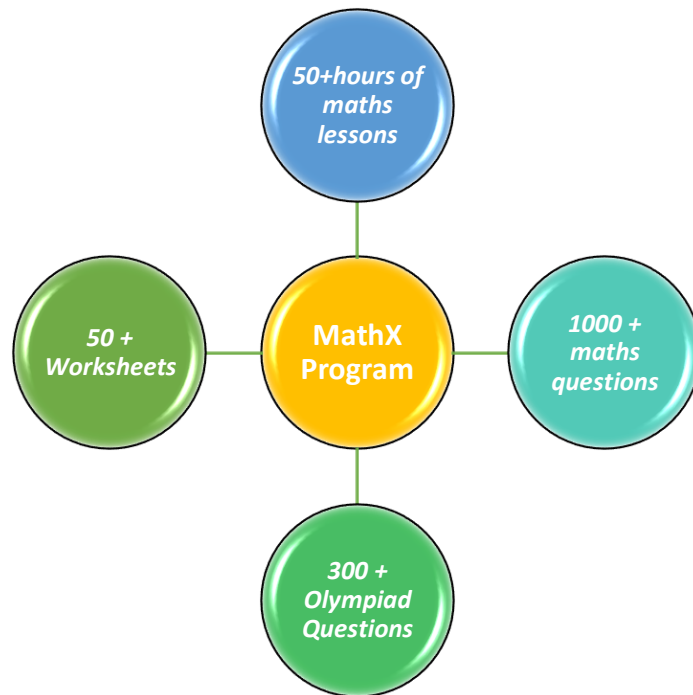 50+hours of
maths
lessons
50 +
Worksheets
MathX
Program
1000 +
maths
questions
300 +
Olympiad
Questions